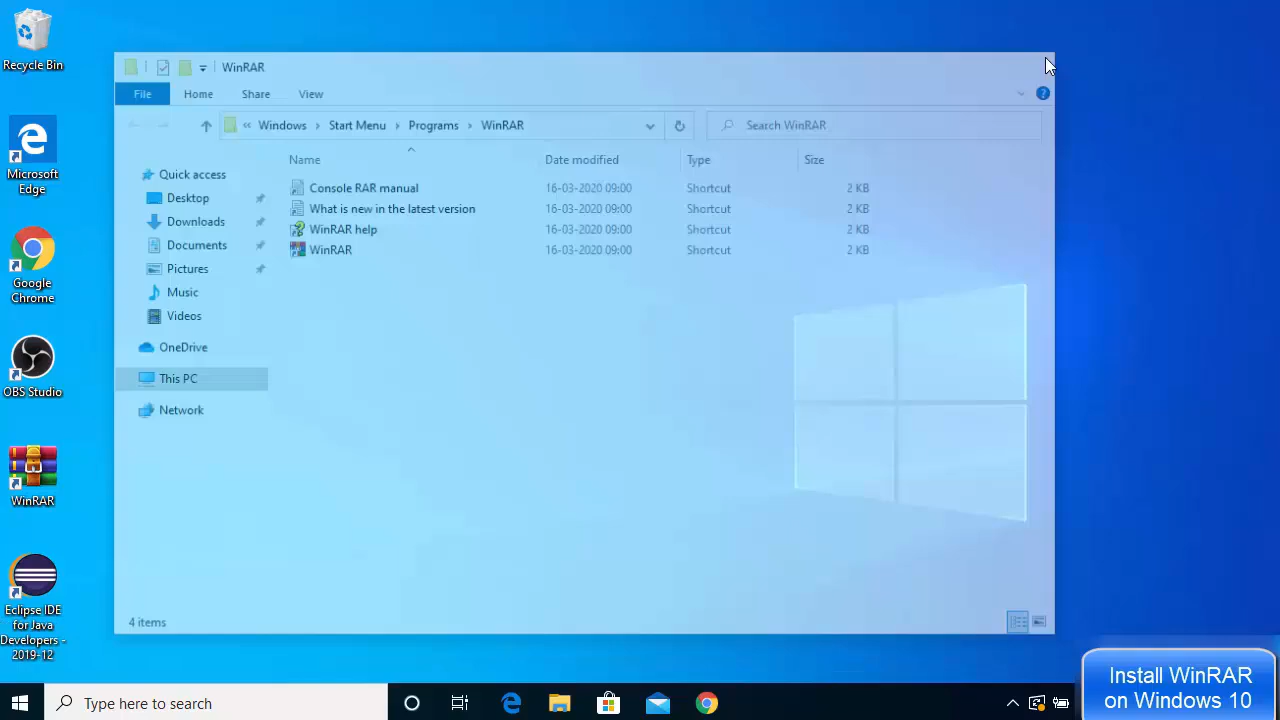 Recycle Bin
Microsoft
Edge
Google
Chrome
OBS Studio
WinRAR
Eclipse IDE
for Java
Developers -
2019-12
WinRAR
File Home Share View
« Windows › Start Menu › Programs › WinRAR
Search WinRAR
Name Date modified Type Size
Console RAR manual 16-03-2020 09:00 Shortcut 2 KB
What is new in the latest version 16-03-2020 09:00 Shortcut 2 KB
WinRAR help 16-03-2020 09:00 Shortcut 2 KB
WinRAR 16-03-2020 09:00 Shortcut 2 KB
Quick access
Desktop
Downloads
Documents
Pictures
Music
Videos
OneDrive
This PC
Network
4 items
Type here to search
Install WinRAR
on Windows 10